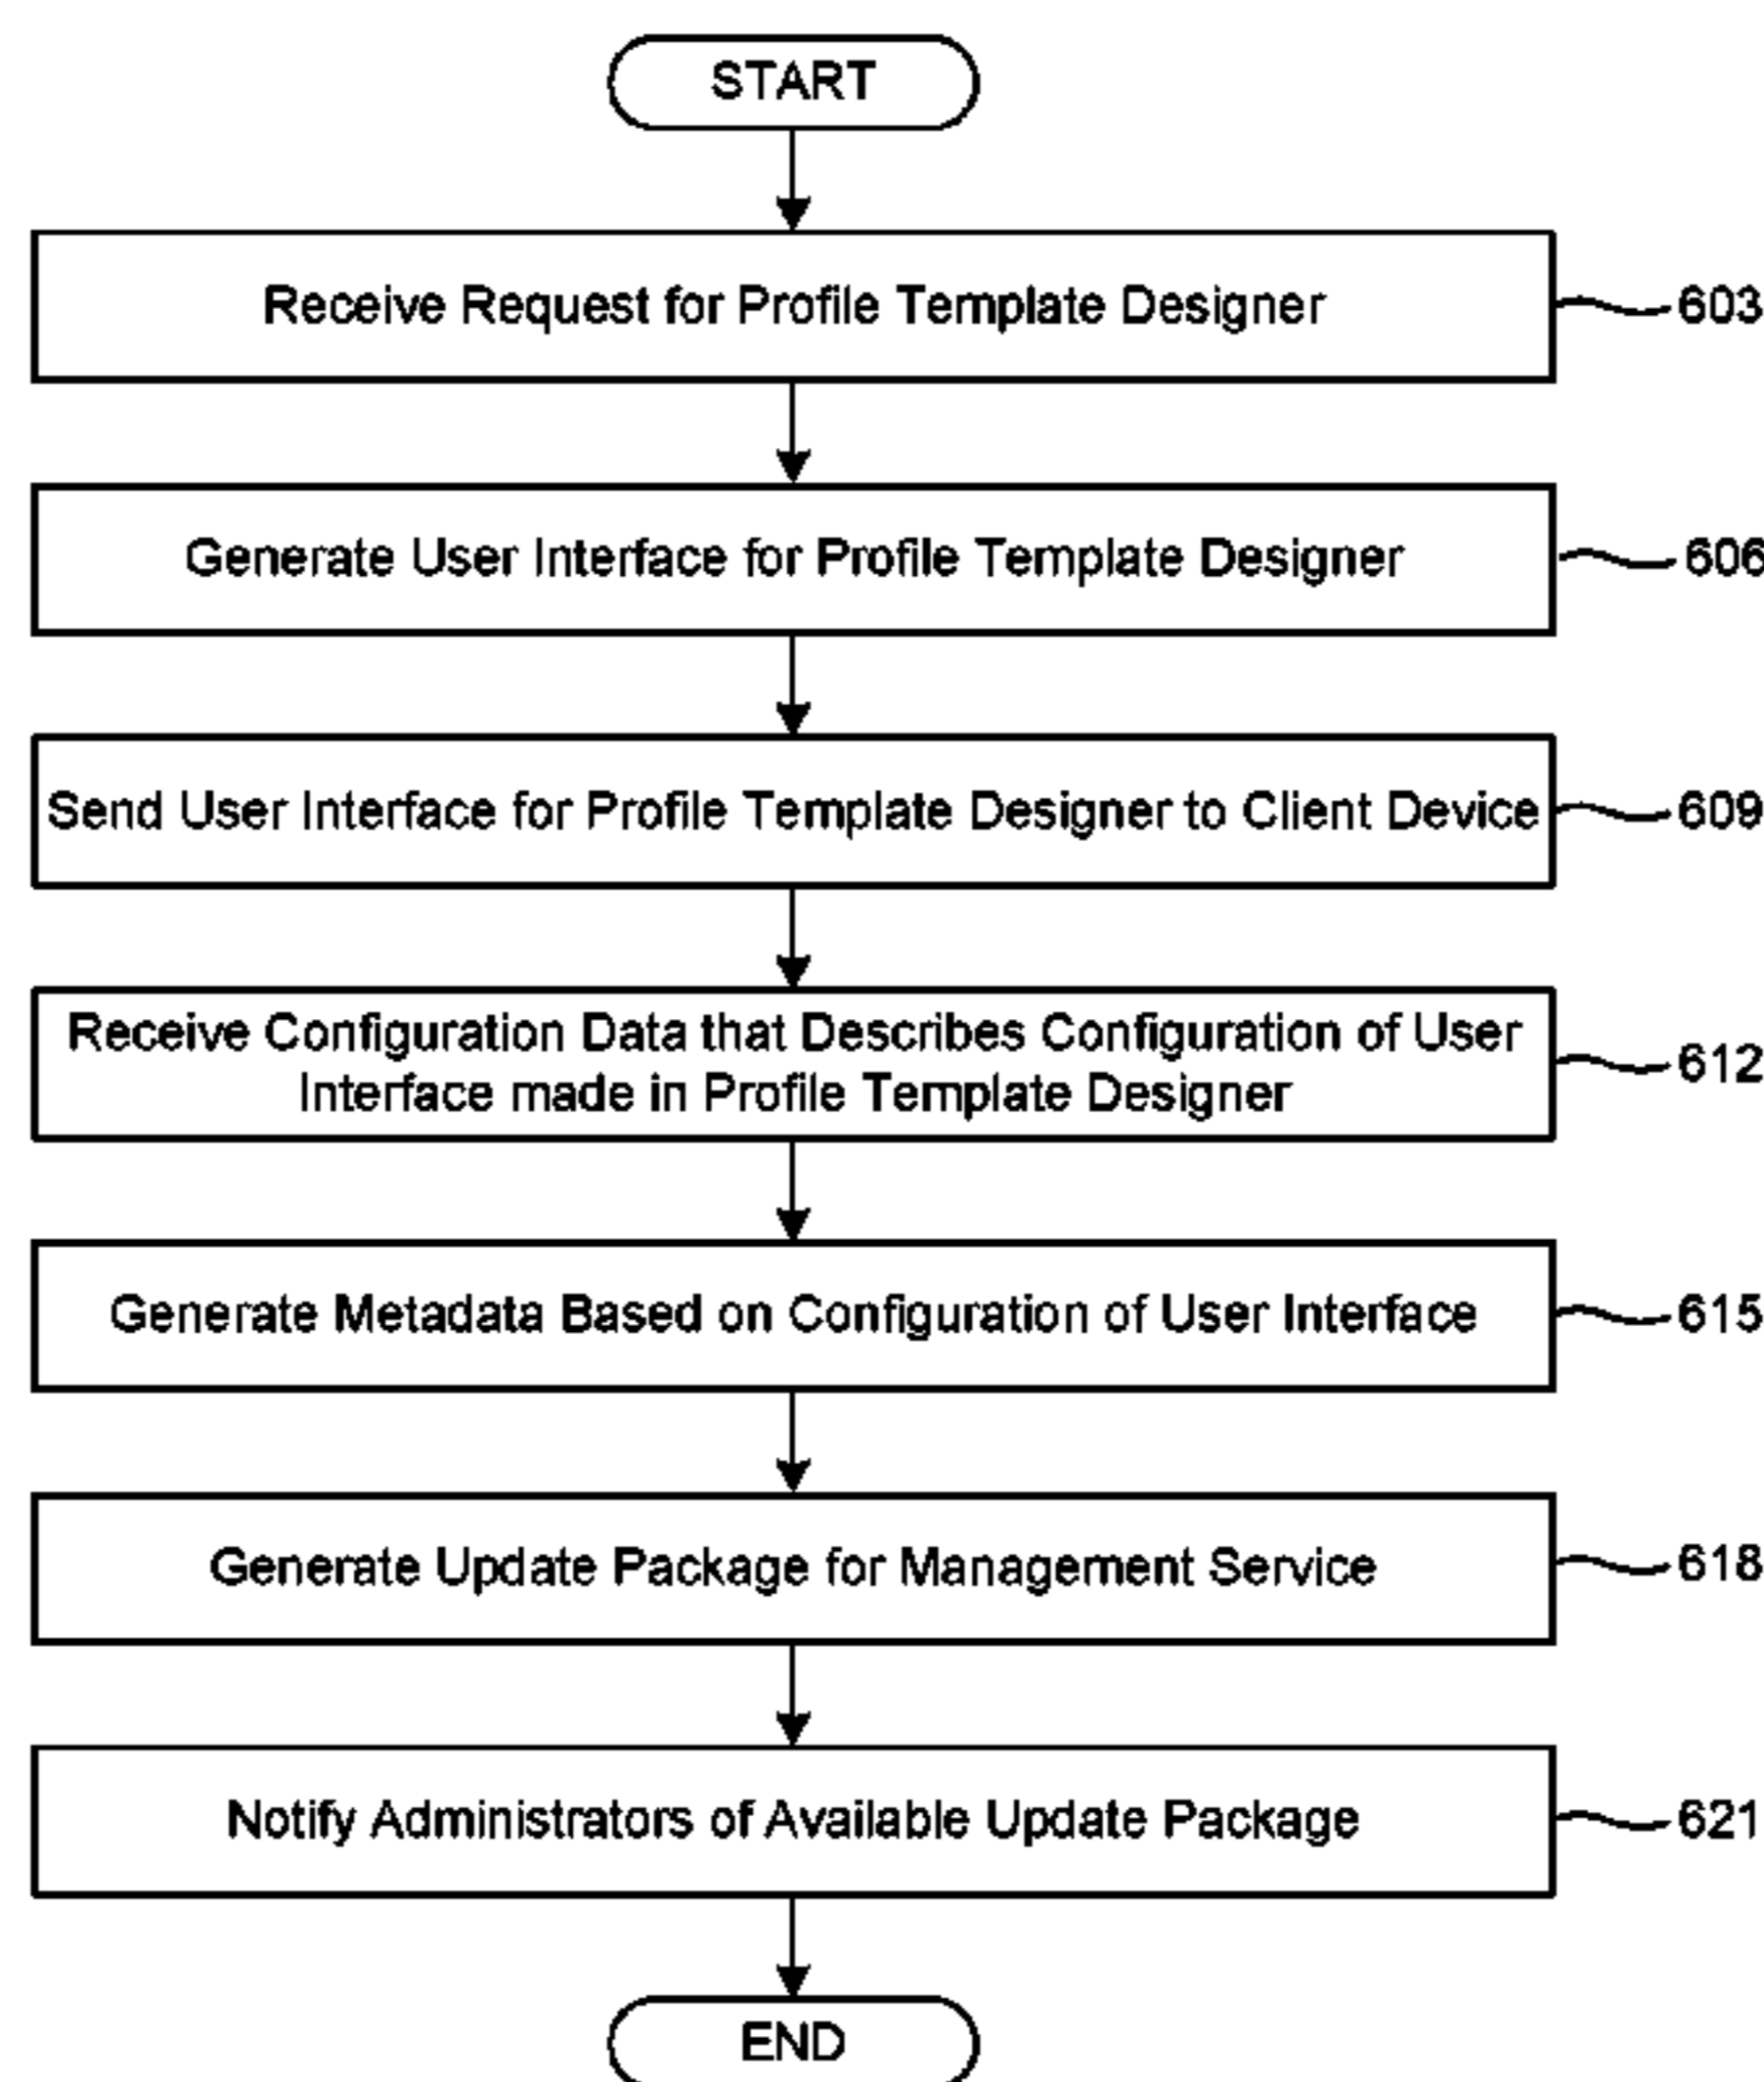 START
Receive Request for Profile Template Designer
603
Generate User Interface for Profile Template Designer
606
Send User Interface for Profile Template Designer to Client Device
609
Receive Configuration Data that Describes Configuration of User
Interface made in Profile Template Designer
612
Generate Metadata Based on Configuration of User Interface
615
Generate Update Package for Management Service
618
Notify Administrators of Available Update Package
621
END